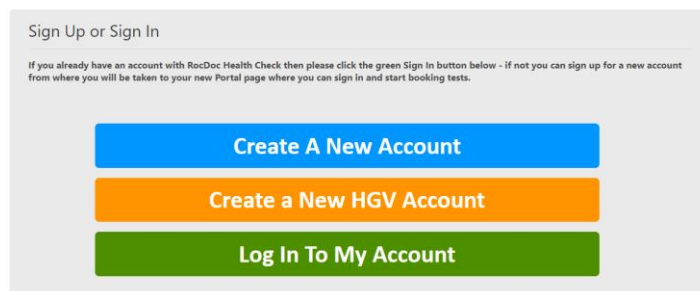 Sign Up or Sign In
If you already have an account with RocDoc Health Check then please click the green Sign In button below - if not you can sign up for a new account
from where you will be taken to your new Portal page where you can sign in and start booking tests.
Create A New Account
Create a New HGV Account
Log In To My Account